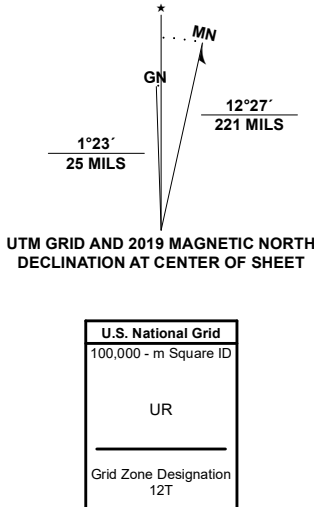 ★
MN
GN
12°27´
221 MILS
1°23´
25 MILS
UTM GRID AND 2019 MAGNETIC NORTH
DECLINATION AT CENTER OF SHEET
U.S. National Grid
100,000 - m Square ID
UR
Grid Zone Designation
12T